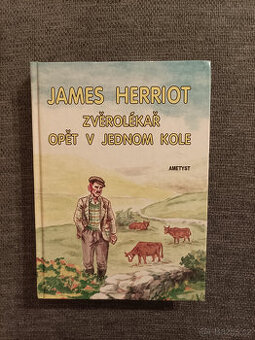 JAMES HERRIOT
ZVĚROLÉKAŘ
OPĚT V JEDNOM KOLE
AMETYST